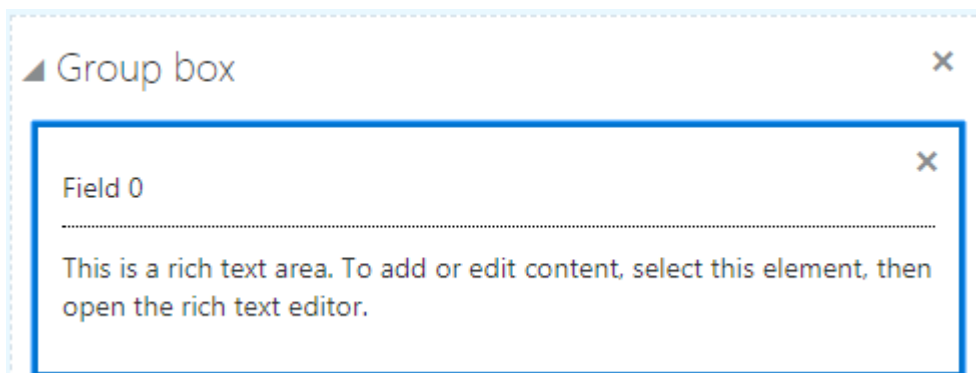 Group box
Field 0
This is a rich text area. To add or edit content, select this element, then
open the rich text editor.